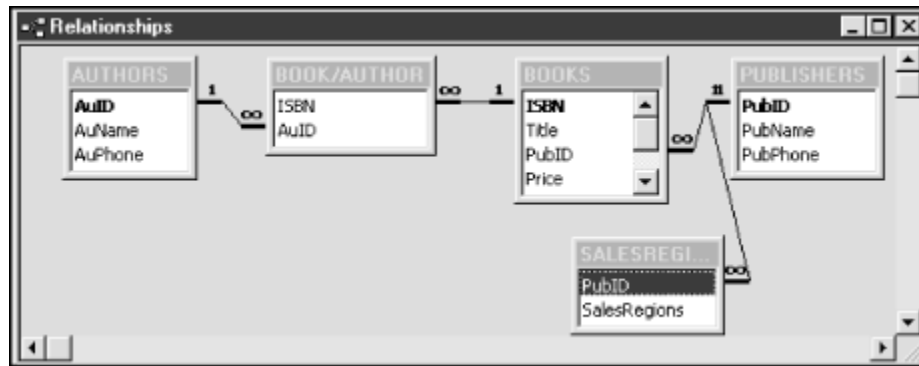 Relationships
AUTHORS
AuID
AuName
AuPhone
1
∞
BOOK/AUTHOR
ISBN
AuID
∞
1
BOOKS
ISBN
Title
PubID
Price
∞
11
PUBLISHERS
PubID
PubName
PubPhone
SALESREGI...
PubID
SalesRegions
∞